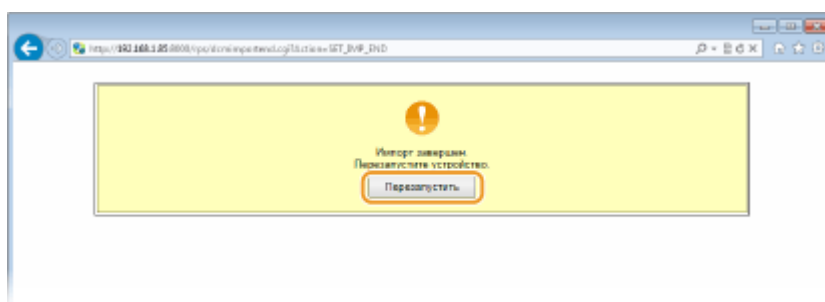 Импорт завершен.
Перезапустите устройство.
Перезапустить